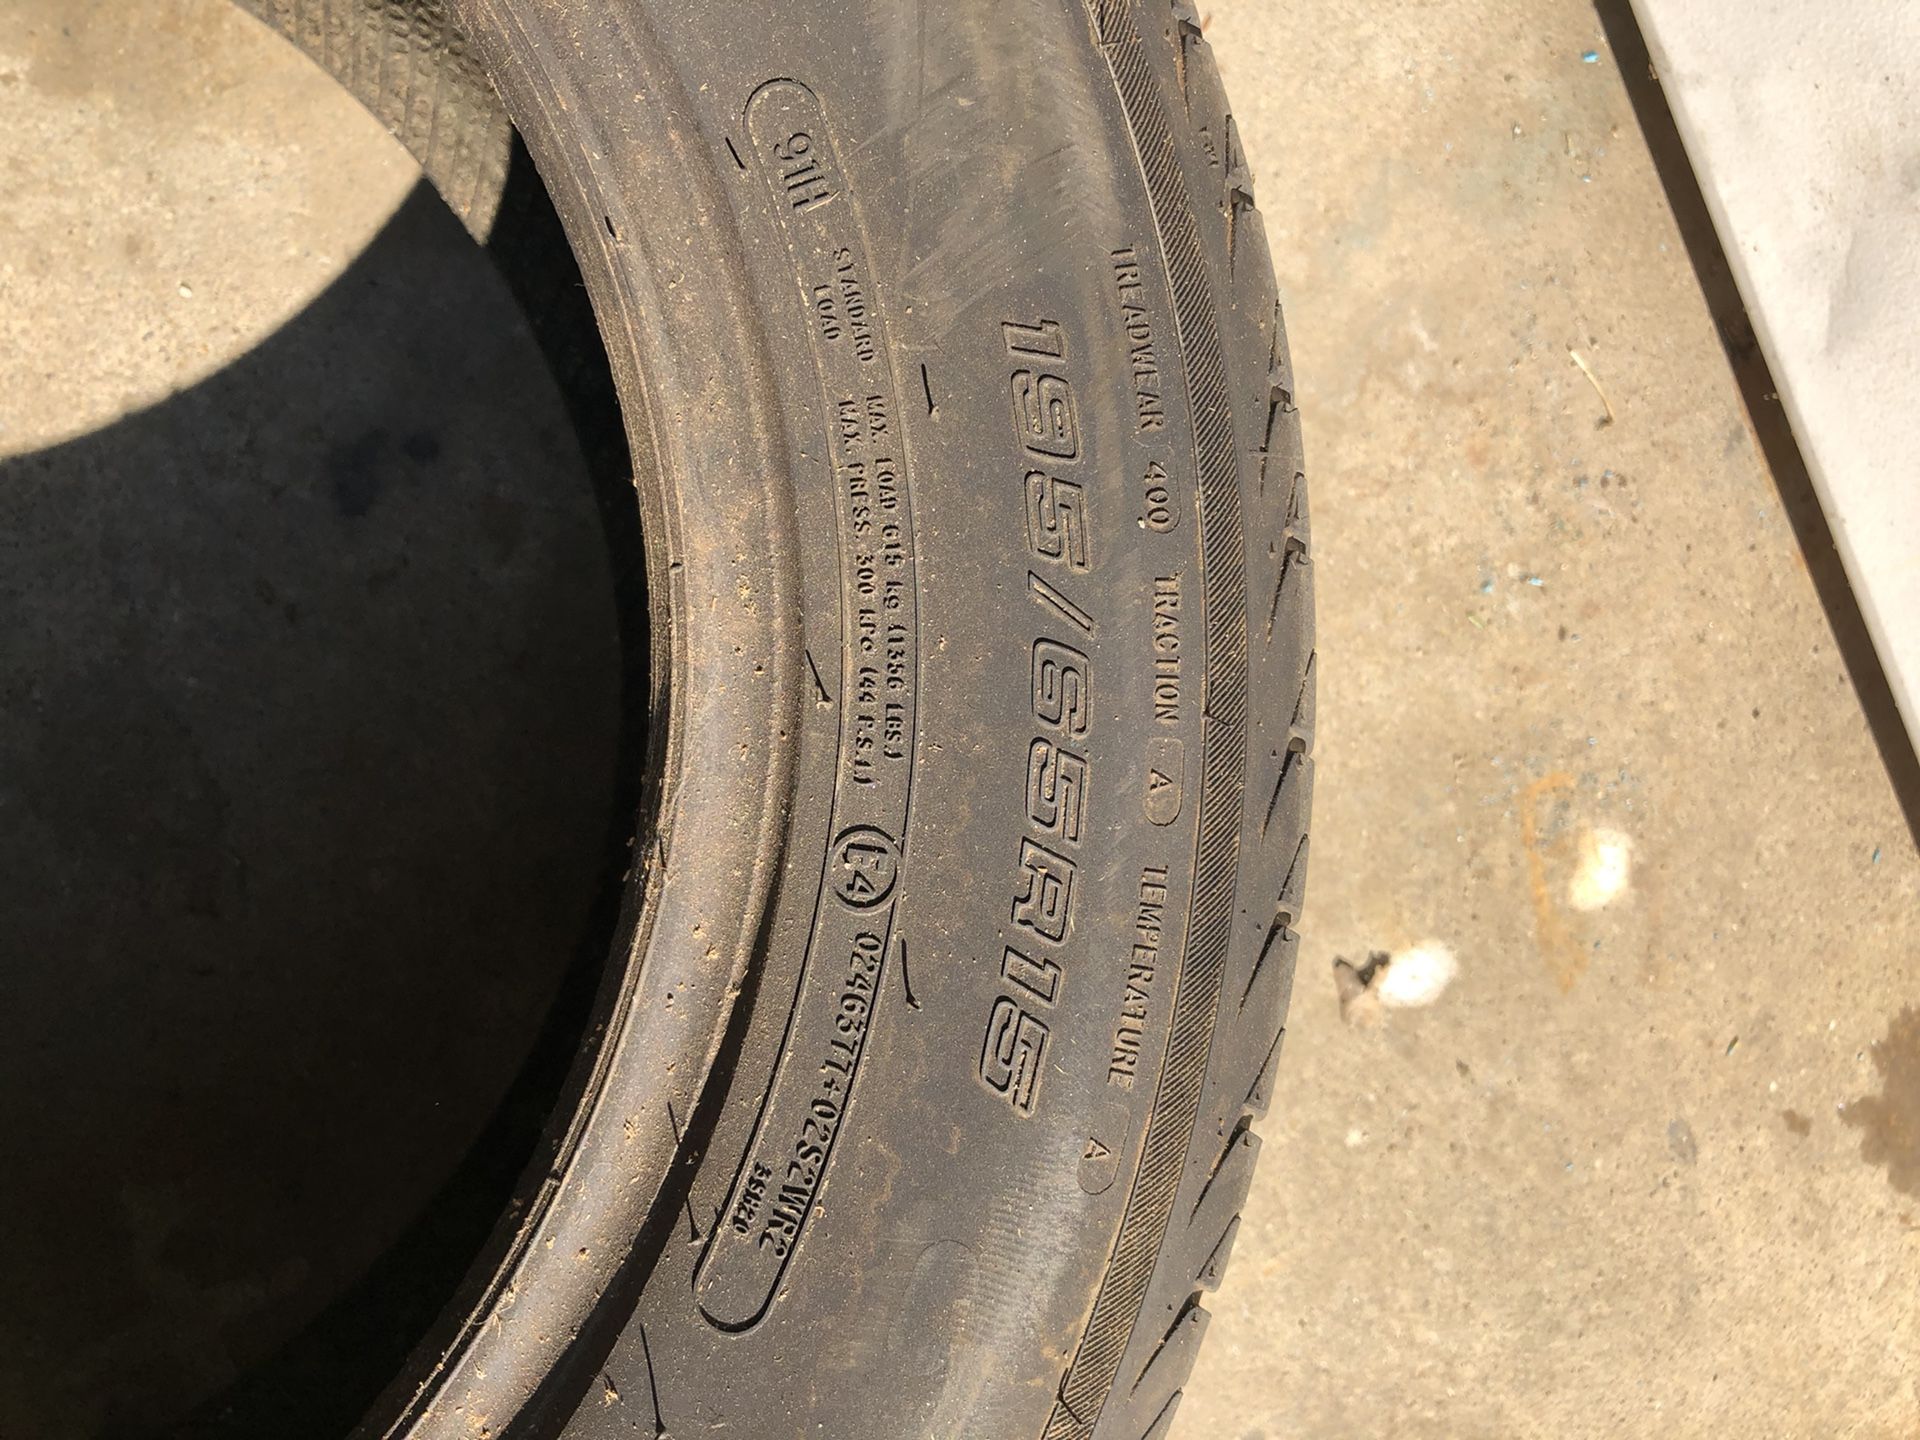 TREADWEAR 400 TRACTION A TEMPERATURE A
195/65R15
91H
STANDARD
LOAD
MAX. LOAD 615 kg (1356 LBS.)
MAX. PRESS. 300 kPa (44 P.S.I.)
E4 0246377+02S2WR2